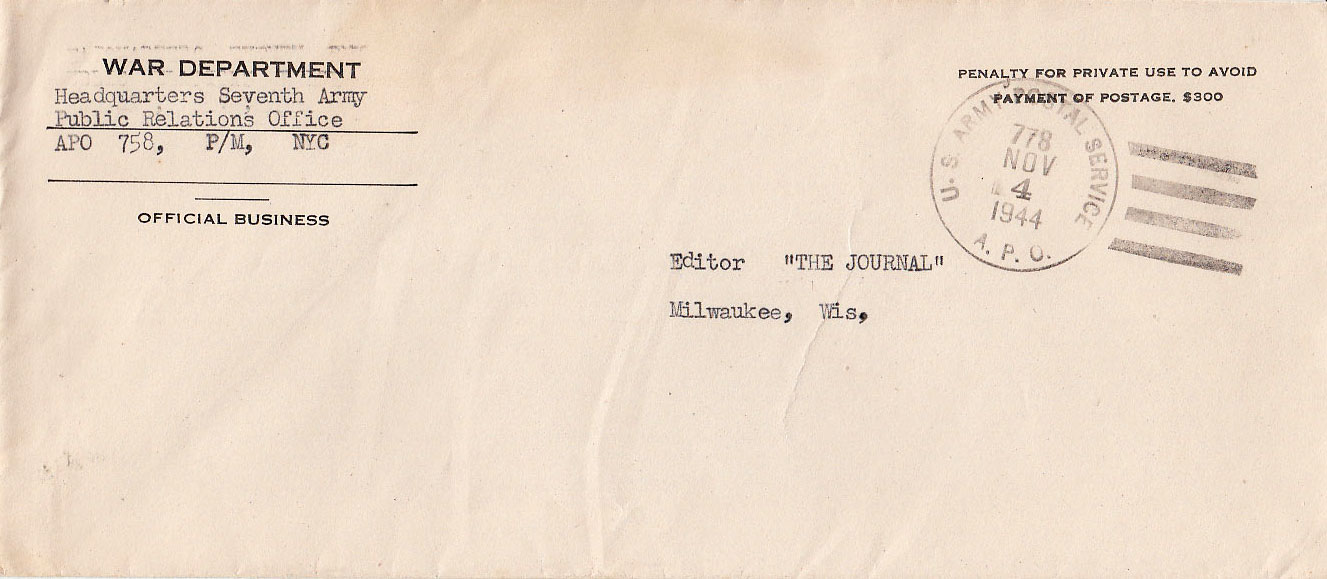 WAR DEPARTMENT
Headquarters Seventh Army
Public Relations Office
APO 758, P/M, NYC
OFFICIAL BUSINESS
PENALTY FOR PRIVATE USE TO AVOID
PAYMENT OF POSTAGE, $300
U.S. ARMY POSTAL SERVICE
778
NOV
4
1944
A.P.O.
Editor "THE JOURNAL"
Milwaukee, Wis,